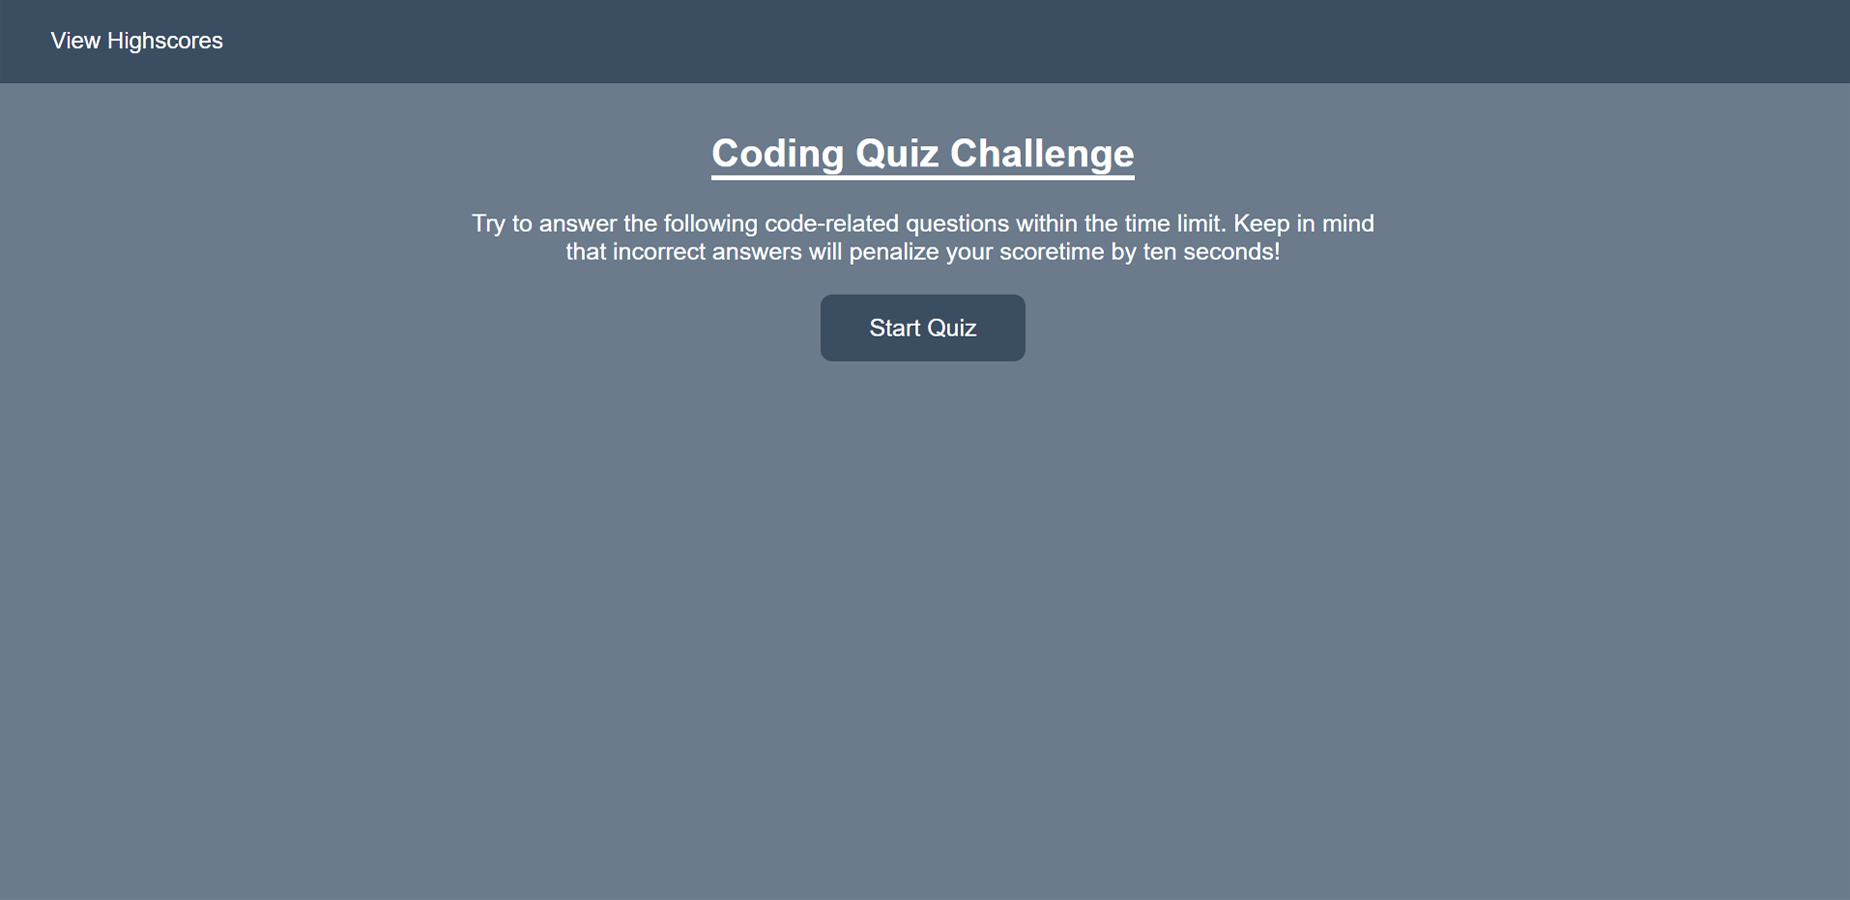 View Highscores
Coding Quiz Challenge
Try to answer the following code-related questions within the time limit. Keep in mind
that incorrect answers will penalize your scoretime by ten seconds!
Start Quiz